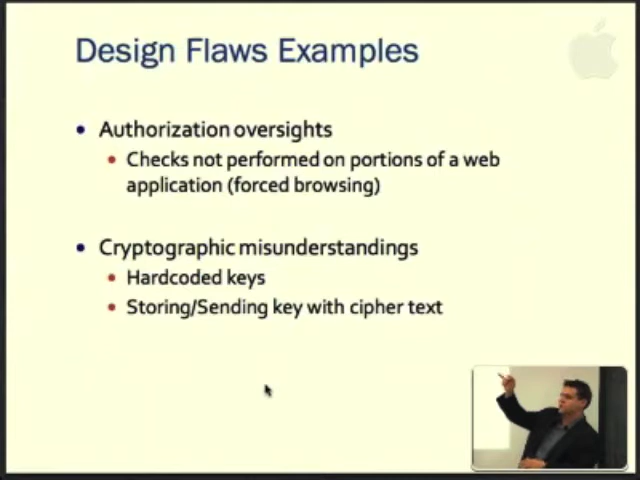 Design Flaws Examples
• Authorization oversights
• Checks not performed on portions of a web
application (forced browsing)
• Cryptographic misunderstandings
• Hardcoded keys
• Storing/Sending key with cipher text